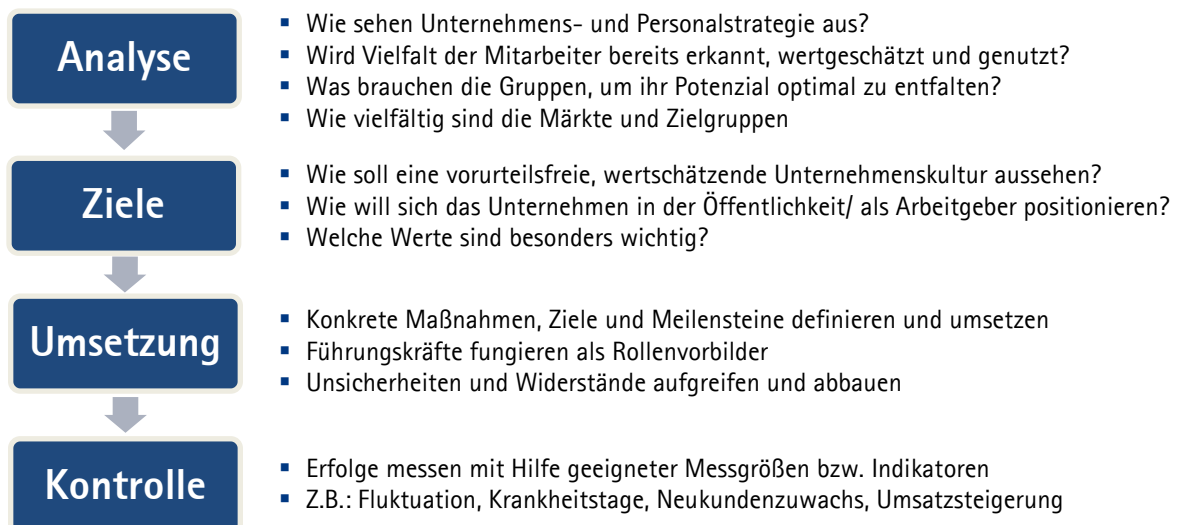 Analyse
▪ Wie sehen Unternehmens- und Personalstrategie aus?
▪ Wird Vielfalt der Mitarbeiter bereits erkannt, wertgeschätzt und genutzt?
▪ Was brauchen die Gruppen, um ihr Potenzial optimal zu entfalten?
▪ Wie vielfältig sind die Märkte und Zielgruppen
Ziele
▪ Wie soll eine vorurteilsfreie, wertschätzende Unternehmenskultur aussehen?
▪ Wie will sich das Unternehmen in der Öffentlichkeit/ als Arbeitgeber positionieren?
▪ Welche Werte sind besonders wichtig?
Umsetzung
▪ Konkrete Maßnahmen, Ziele und Meilensteine definieren und umsetzen
▪ Führungskräfte fungieren als Rollenvorbilder
▪ Unsicherheiten und Widerstände aufgreifen und abbauen
Kontrolle
▪ Erfolge messen mit Hilfe geeigneter Messgrößen bzw. Indikatoren
▪ Z.B.: Fluktuation, Krankheitstage, Neukundenzuwachs, Umsatzsteigerung